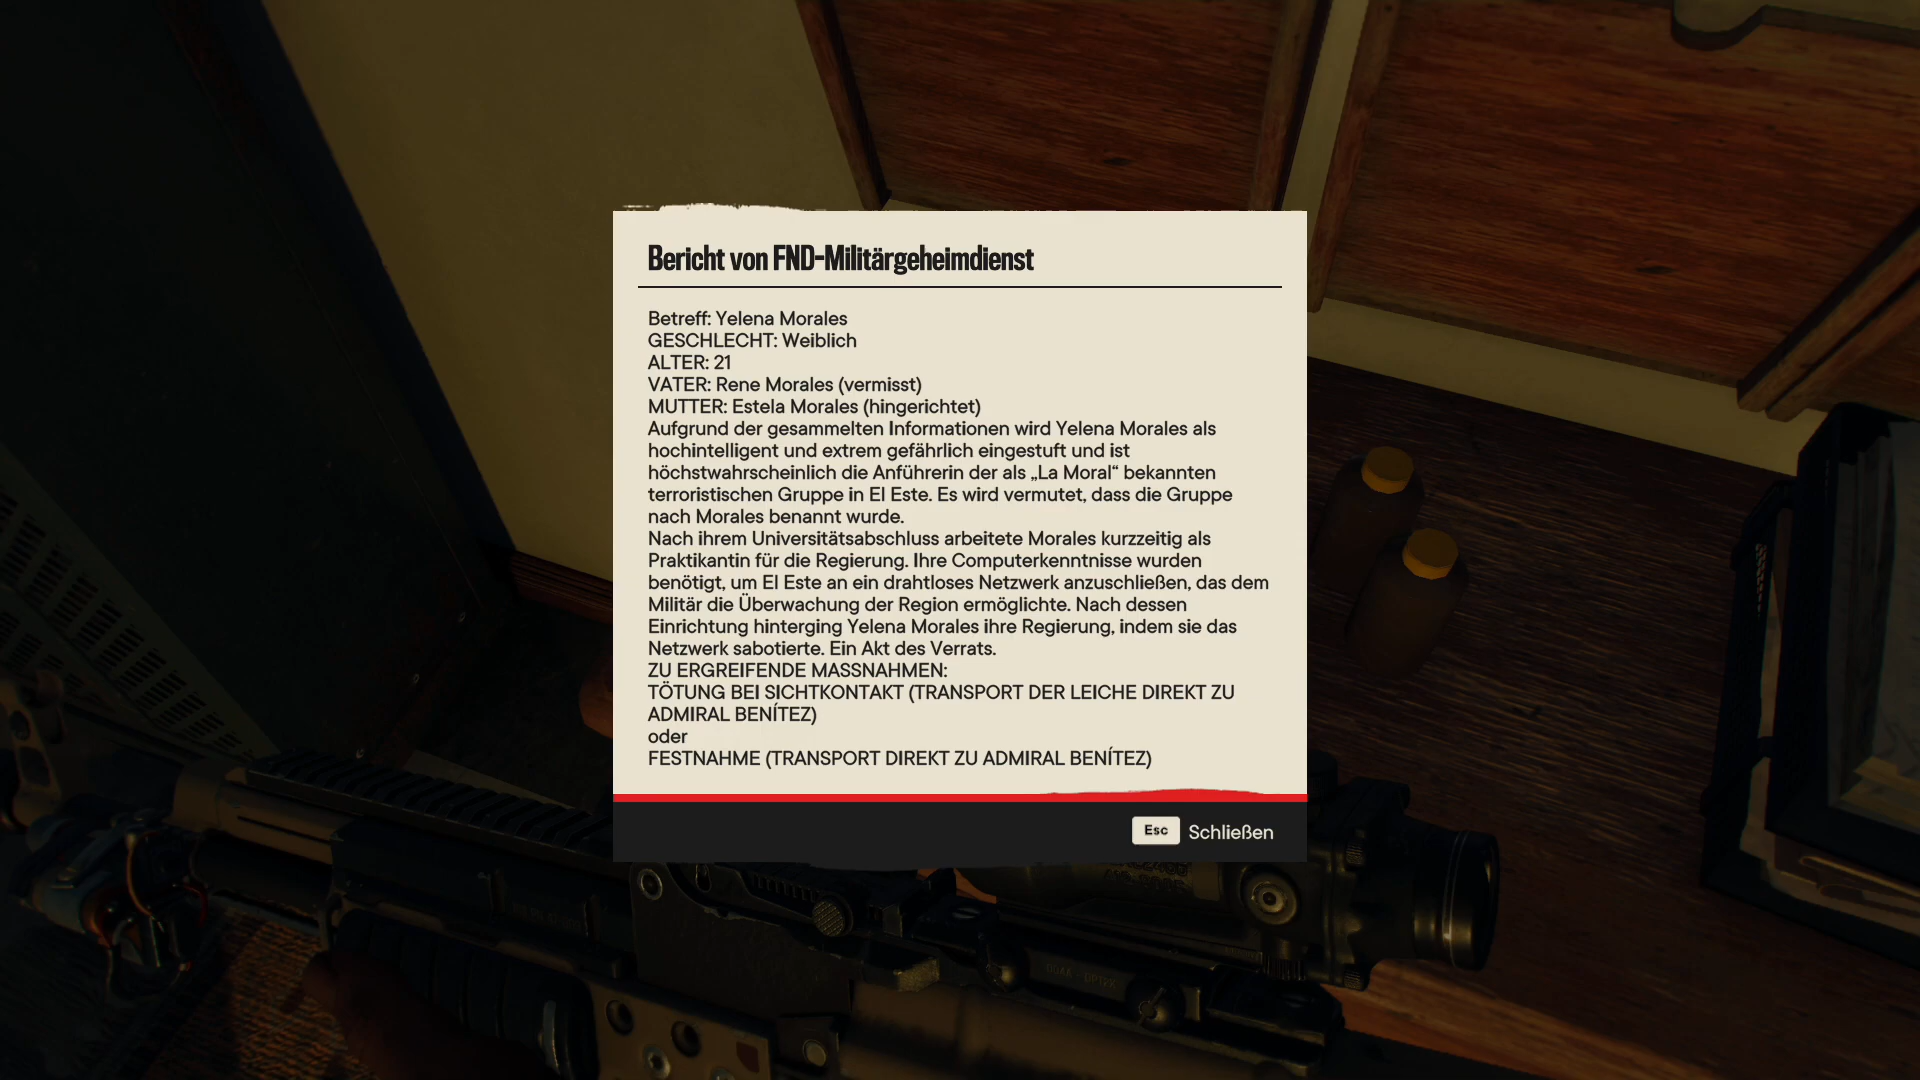 Bericht von FND-Militärgeheimdienst
Betreff: Yelena Morales
GESCHLECHT: Weiblich
ALTER: 21
VATER: Rene Morales (vermisst)
MUTTER: Estela Morales (hingerichtet)
Aufgrund der gesammelten Informationen wird Yelena Morales als
hochintelligent und extrem gefährlich eingestuft und ist
höchstwahrscheinlich die Anführerin der als „La Moral“ bekannten
terroristischen Gruppe in El Este. Es wird vermutet, dass die Gruppe
nach Morales benannt wurde.
Nach ihrem Universitätsabschluss arbeitete Morales kurzzeitig als
Praktikantin für die Regierung. Ihre Computerkenntnisse wurden
benötigt, um El Este an ein drahtloses Netzwerk anzuschließen, das dem
Militär die Überwachung der Region ermöglichte. Nach dessen
Einrichtung hinterging Yelena Morales ihre Regierung, indem sie das
Netzwerk sabotierte. Ein Akt des Verrats.
ZU ERGREIFENDE MASSNAHMEN:
TÖTUNG BEI SICHTKONTAKT (TRANSPORT DER LEICHE DIREKT ZU
ADMIRAL BENÍTEZ)
oder
FESTNAHME (TRANSPORT DIREKT ZU ADMIRAL BENÍTEZ)
Esc Schließen